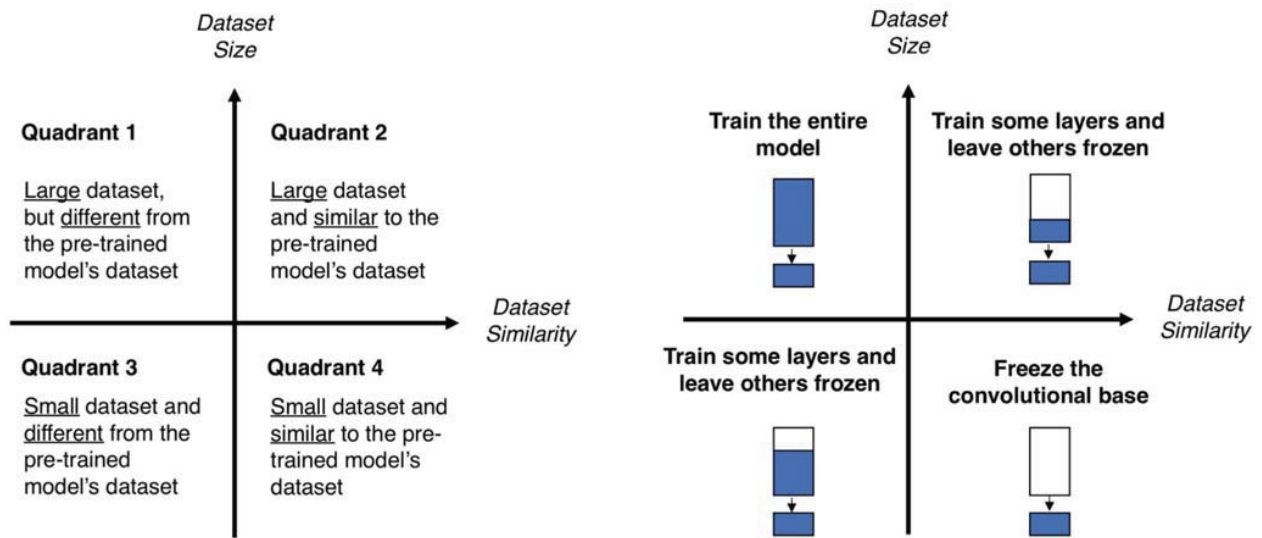 Dataset
Size
Quadrant 1
Large dataset,
but different from
the pre-trained
model's dataset
Quadrant 2
Large dataset
and similar to the
pre-trained
model's dataset
Dataset
Similarity
Quadrant 3
Small dataset and
different from the
pre-trained
model's dataset
Quadrant 4
Small dataset and
similar to the pre-
trained model's
dataset
Dataset
Size
Train the entire
model
Train some layers and
leave others frozen
Dataset
Similarity
Train some layers and
leave others frozen
Freeze the
convolutional base